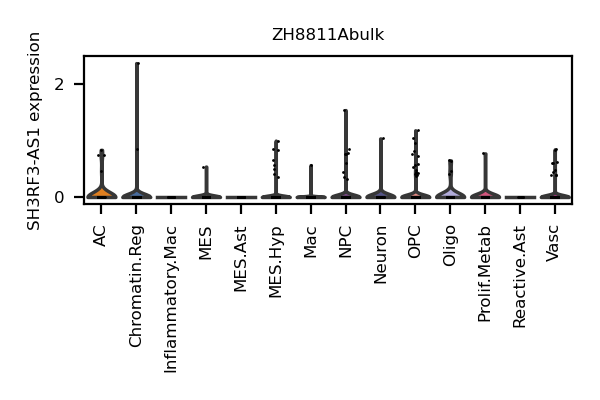 ZH8811Abulk
SH3RF3-AS1 expression
2
0
AC
Chromatin.Reg
Inflammatory.Mac
MES
MES.Ast
MES.Hyp
Mac
NPC
Neuron
OPC
Oligo
Prolif.Metab
Reactive.Ast
Vasc